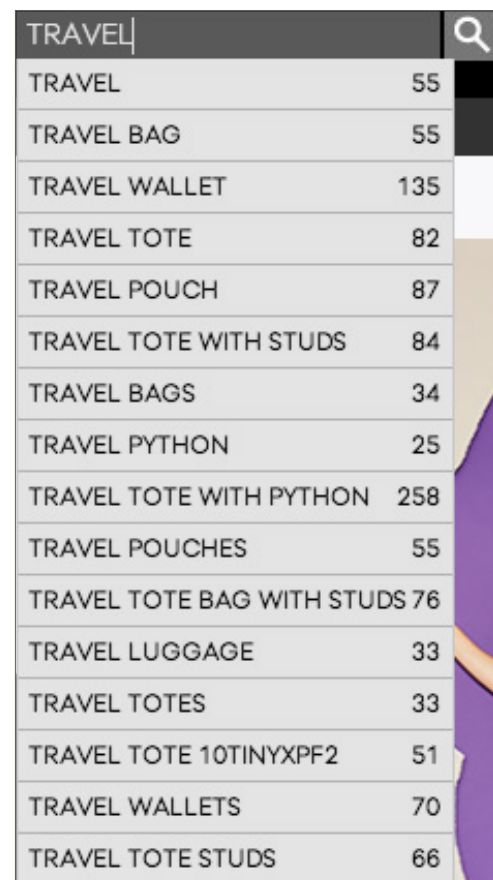 TRAVEL
TRAVEL 55
TRAVEL BAG 55
TRAVEL WALLET 135
TRAVEL TOTE 82
TRAVEL POUCH 87
TRAVEL TOTE WITH STUDS 84
TRAVEL BAGS 34
TRAVEL PYTHON 25
TRAVEL TOTE WITH PYTHON 258
TRAVEL POUCHES 55
TRAVEL TOTE BAG WITH STUDS 76
TRAVEL LUGGAGE 33
TRAVEL TOTES 33
TRAVEL TOTE 10TINYXPF2 51
TRAVEL WALLETS 70
TRAVEL TOTE STUDS 66